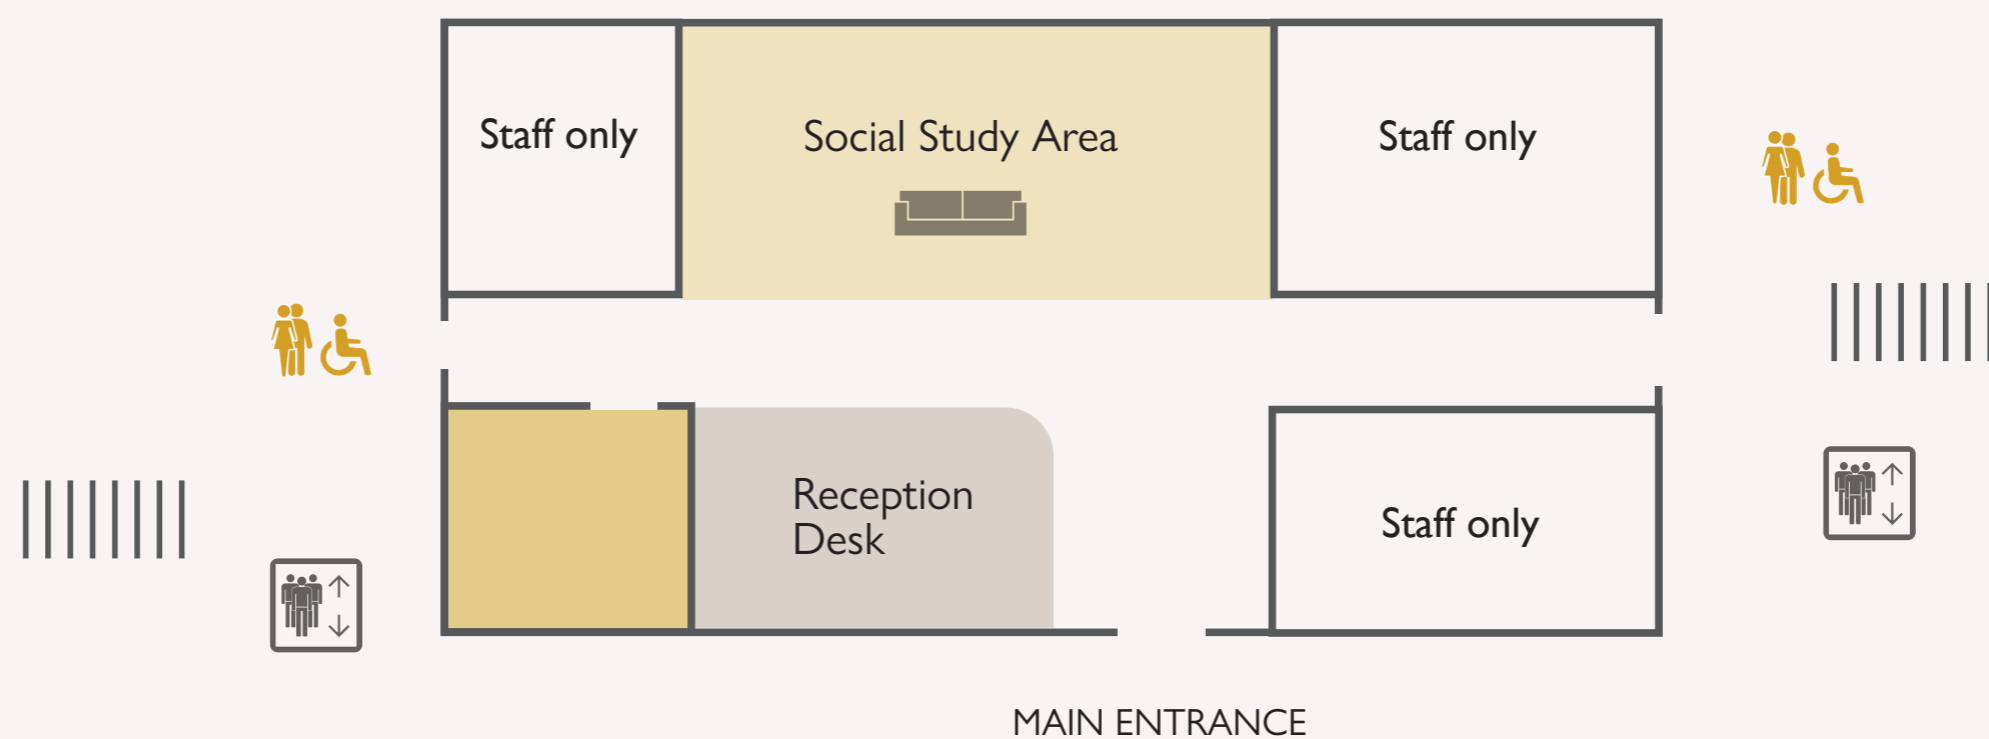 Staff only
Social Study Area
Staff only
Reception
Desk
Staff only
MAIN ENTRANCE